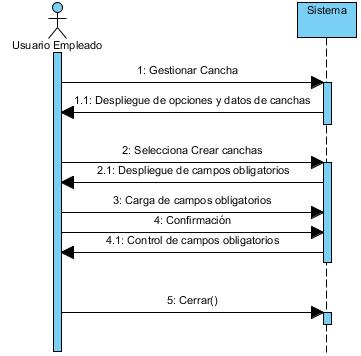 Sistema
Usuario Empleado
1: Gestionar Cancha
1.1: Despliegue de opciones y datos de canchas
2: Selecciona Crear canchas
2.1: Despliegue de campos obligatorios
3: Carga de campos obligatorios
4: Confirmación
4.1: Control de campos obligatorios
5: Cerrar()